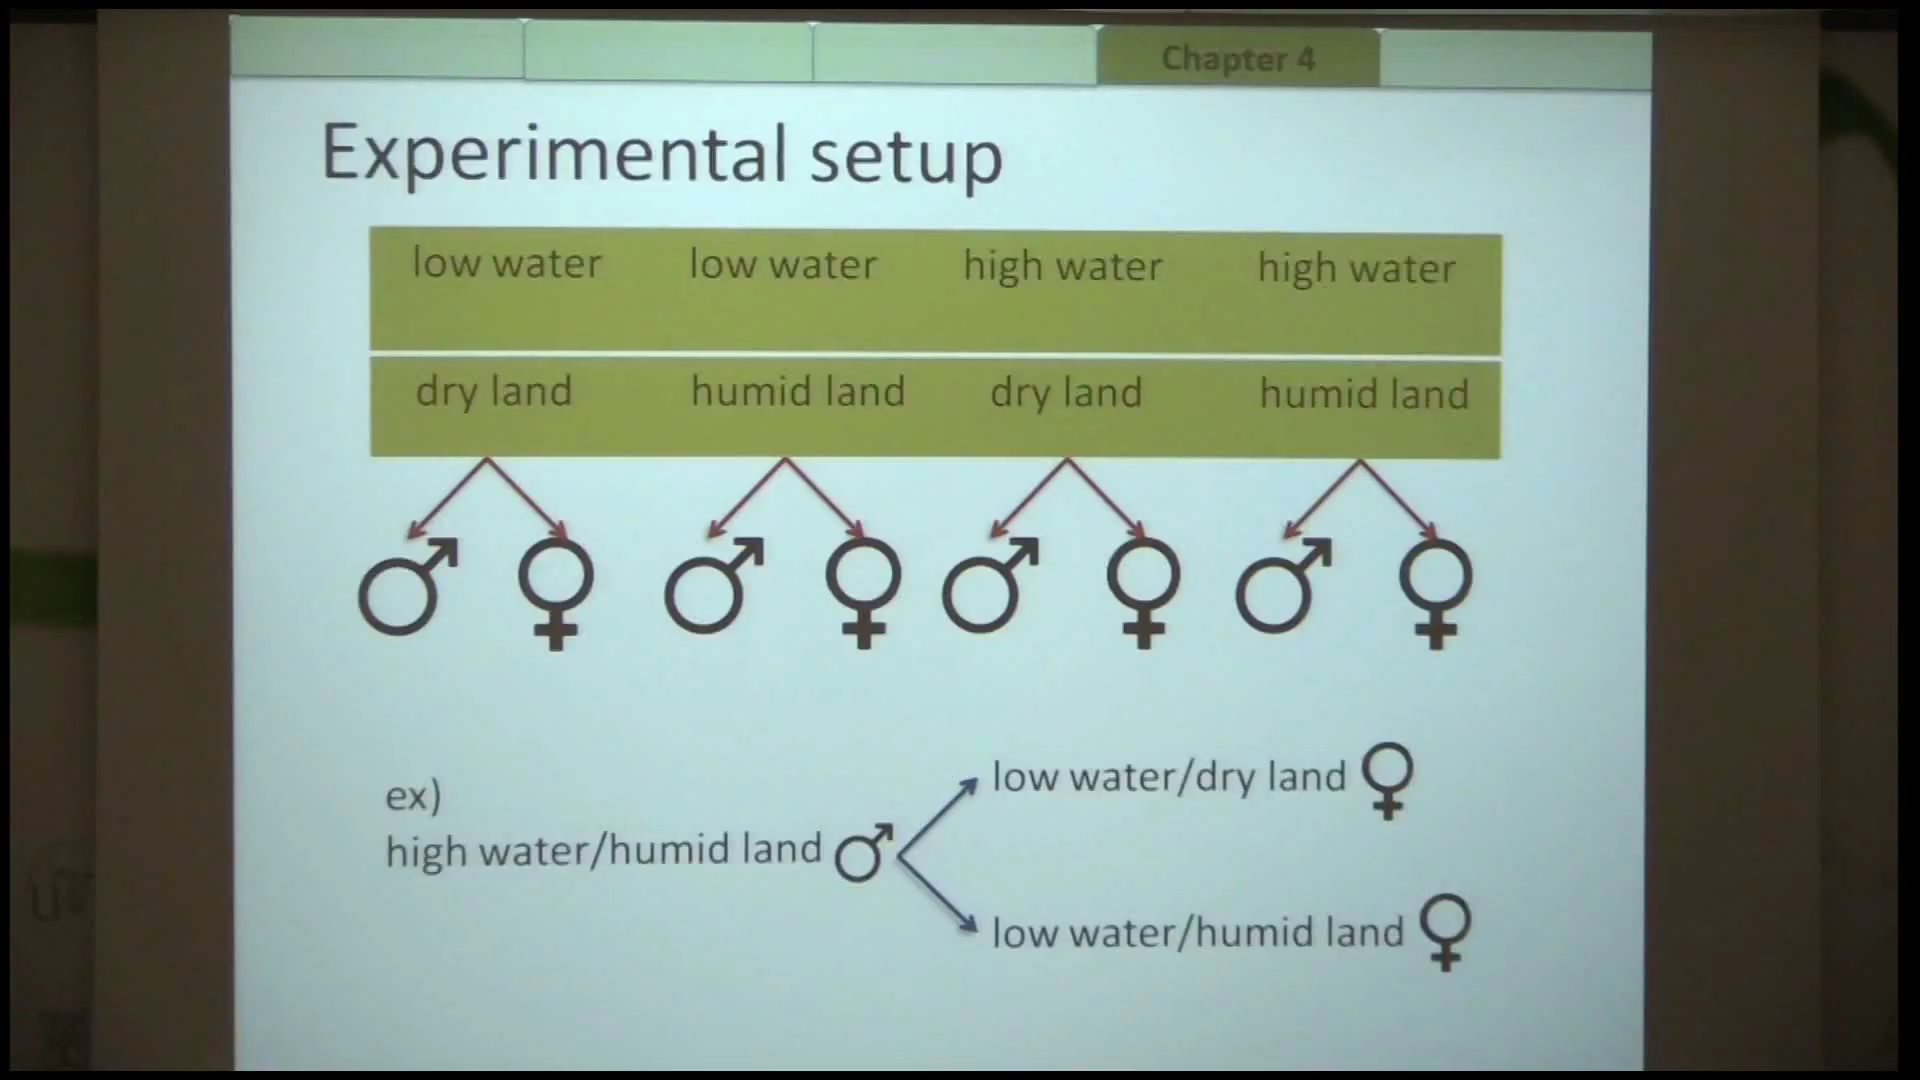 Chapter 4
Experimental setup
low water low water high water high water
dry land humid land dry land humid land
ex)
high water/humid land
low water/dry land
low water/humid land